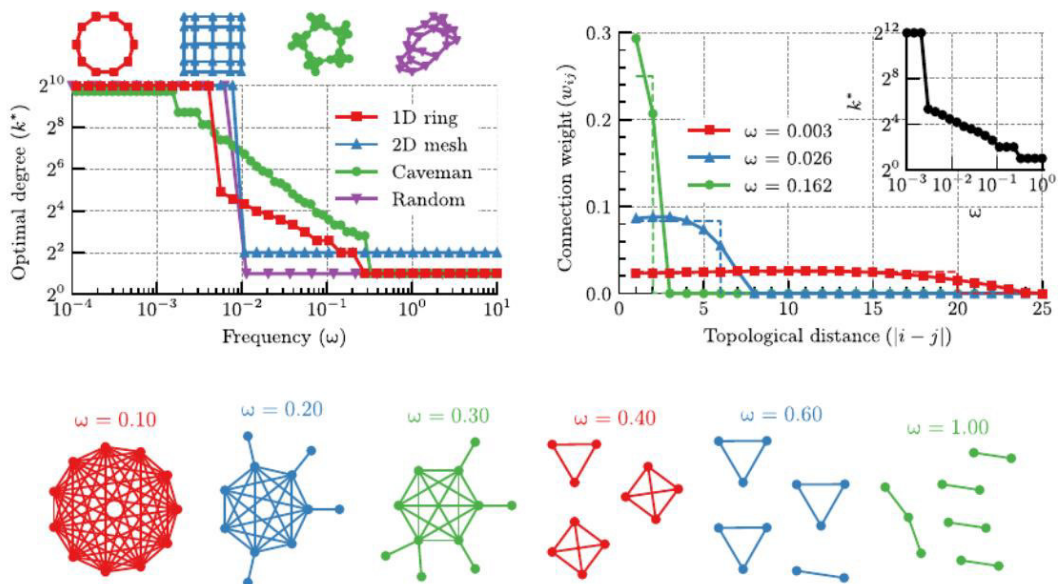 Optimal degree (k*)
2^10
2^8
2^6
2^4
2^2
2^0
1D ring
2D mesh
Caveman
Random
10^-4
10^-3
10^-2
10^-1
10^0
10^1
Frequency (ω)
Connection weight (w_ij)
0.3
0.2
0.1
0.0
ω = 0.003
ω = 0.026
ω = 0.162
0
5
10
15
20
25
Topological distance (|i − j|)
k*
2^12
2^8
2^4
2^0
10^-3
10^-2
10^-1
10^0
ω
ω = 0.10
ω = 0.20
ω = 0.30
ω = 0.40
ω = 0.60
ω = 1.00